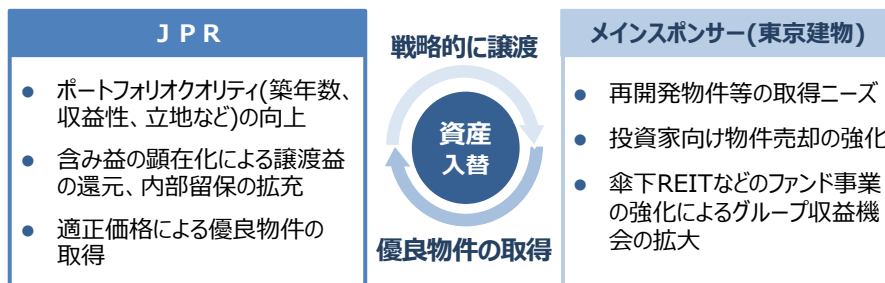 JPR
● ポートフォリオクオリティ(築年数、
収益性、立地など)の向上
● 含み益の顕在化による譲渡益
の還元、内部留保の拡充
● 適正価格による優良物件の
取得
戦略的に譲渡
資産
入替
優良物件の取得
メインスポンサー(東京建物)
● 再開発物件等の取得ニーズ
● 投資家向け物件売却の強化
● 傘下REITなどのファンド事業
の強化によるグループ収益機
会の拡大